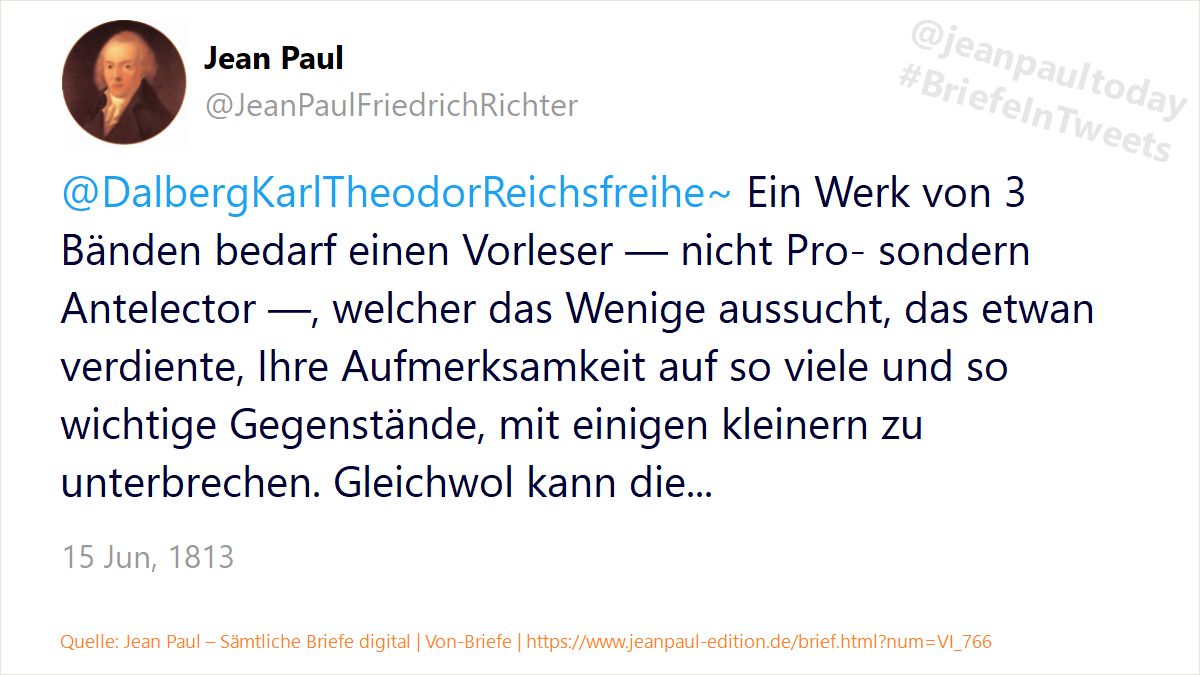 Jean Paul
@JeanPaulFriedrichRichter
@jeanpaultoday
#BriefeInTweets
@DalbergKarlTheodorReichsfreihe~ Ein Werk von 3
Bänden bedarf einen Vorleser — nicht Pro- sondern
Antelector —, welcher das Wenige aussucht, das etwan
verdiente, Ihre Aufmerksamkeit auf so viele und so
wichtige Gegenstände, mit einigen kleinern zu
unterbrechen. Gleichwol kann die...
15 Jun, 1813
Quelle: Jean Paul – Sämtliche Briefe digital | Von-Briefe | https://www.jeanpaul-edition.de/brief.html?num=VI_766